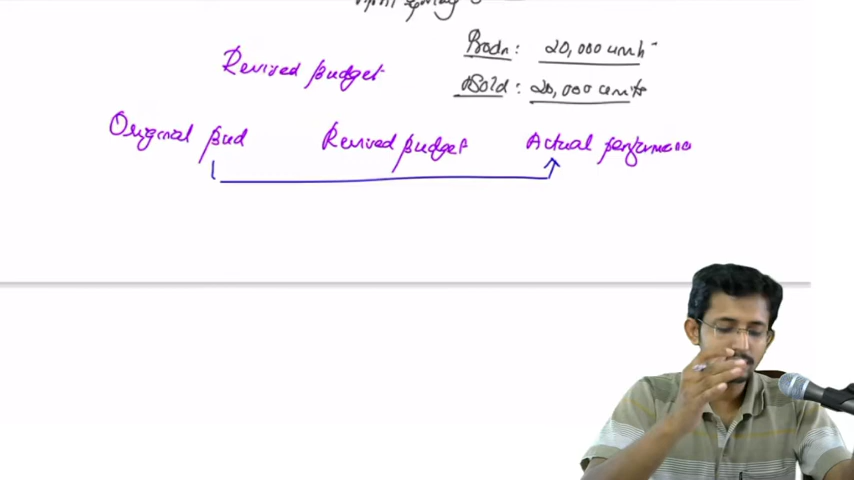 Prodn: 20,000 units
Revised budget
Sold: 20,000 units
Original bud Revised budget Actual performance